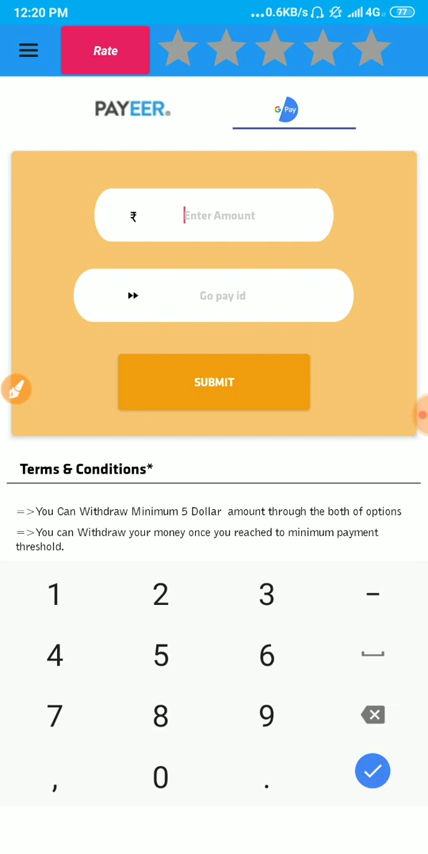 12:20 PM
...0.6KB/s 4G 77
Rate
PAYEER®
G Pay
₹ Enter Amount
Go pay id
SUBMIT
Terms & Conditions*
=>You Can Withdraw Minimum 5 Dollar amount through the both of options
=>You can Withdraw your money once you reached to minimum payment
threshold.
1 2 3 -
4 5 6
7 8 9
, 0 .